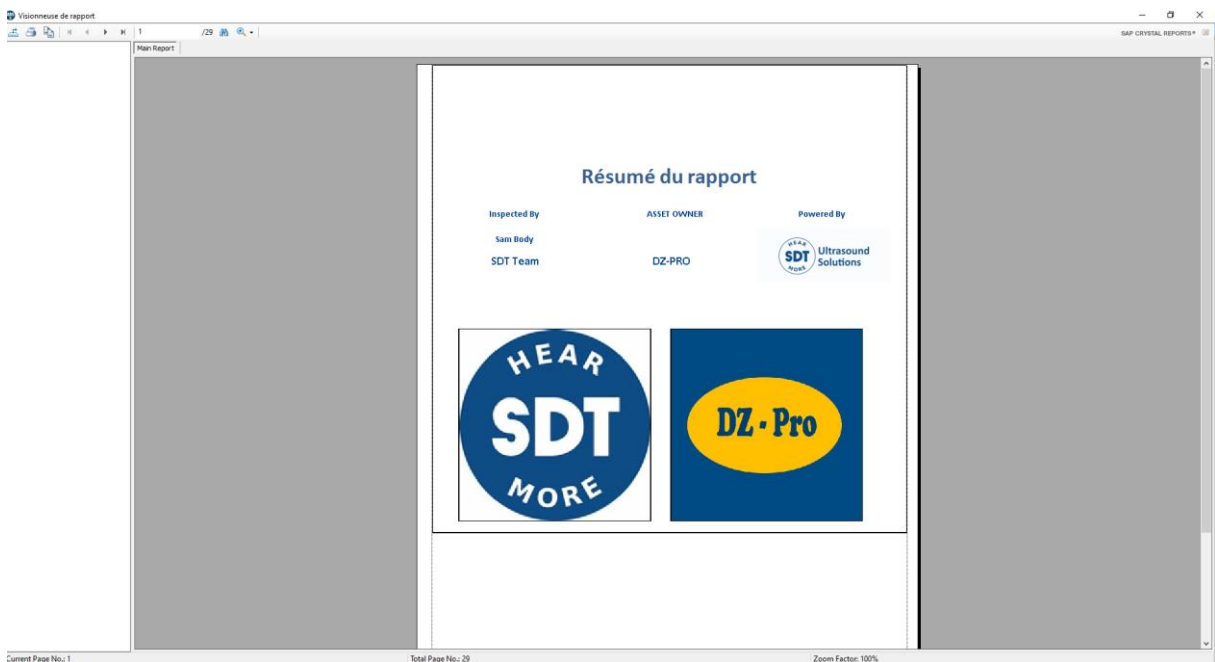 Visionneuse de rapport
1 /29
SAP CRYSTAL REPORTS®
Main Report
Résumé du rapport
Inspected By ASSET OWNER Powered By
Sam Body
SDT Team DZ-PRO
HEAR
SDT
MORE
Ultrasound
Solutions
HEAR
SDT
MORE
DZ - Pro
Current Page No.: 1 Total Page No.: 29 Zoom Factor: 100%